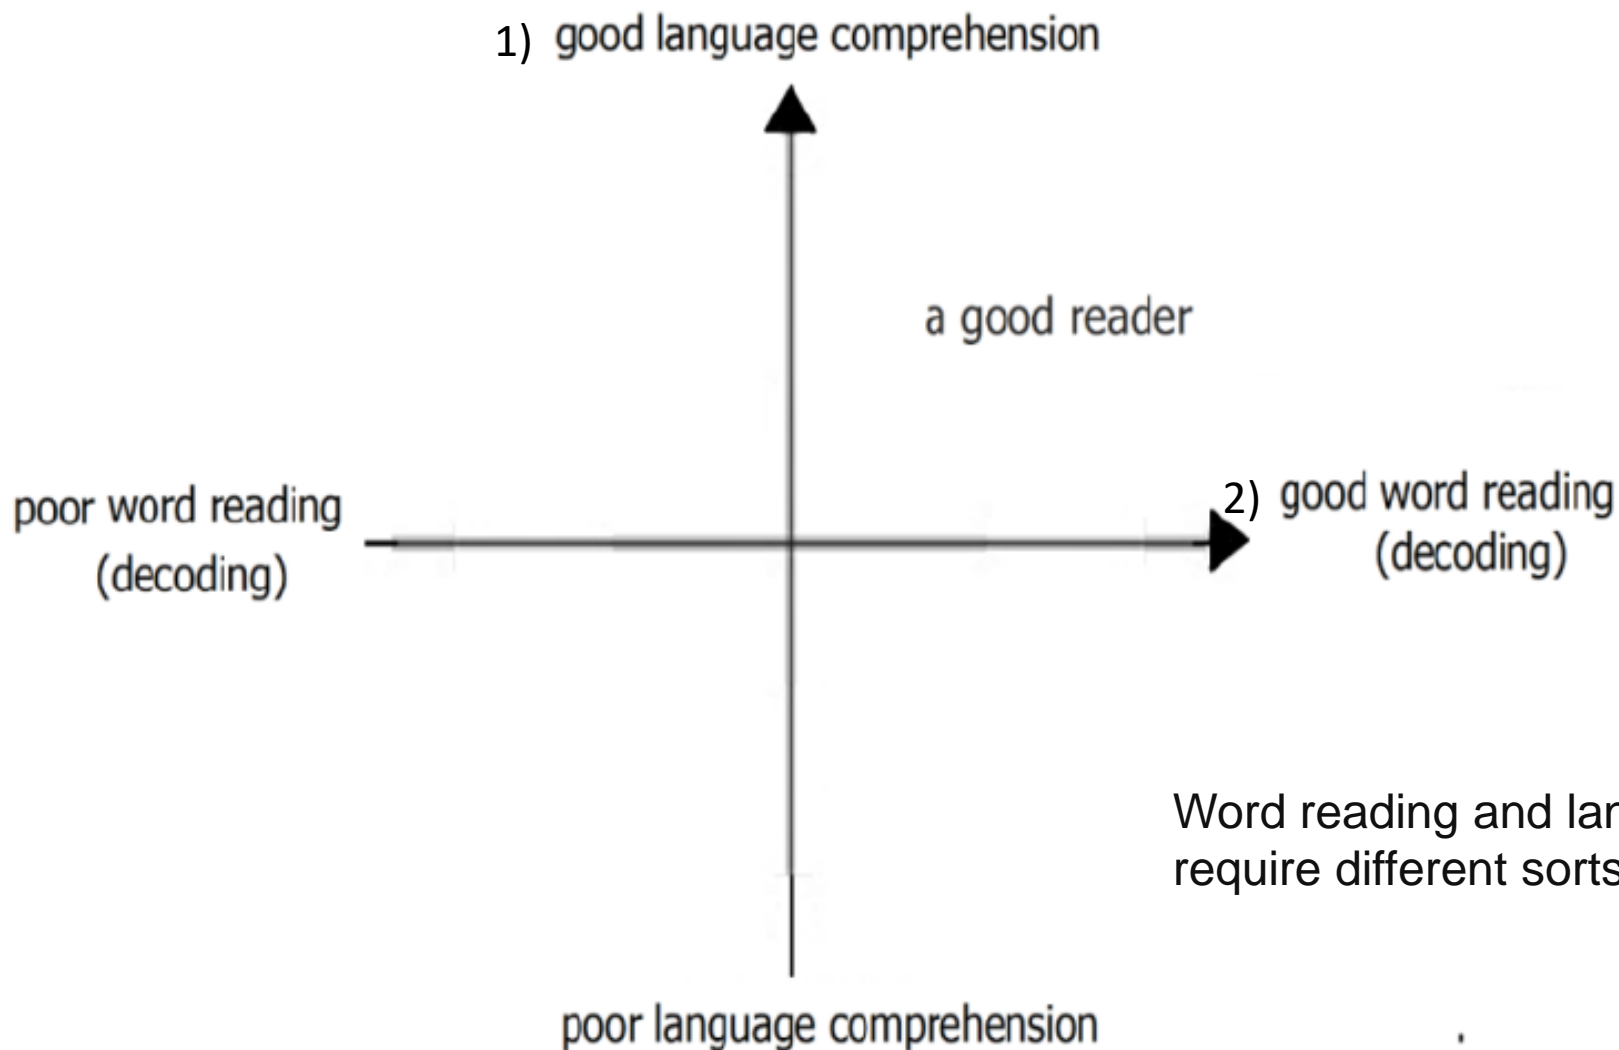 1) good language comprehension
a good reader
poor word reading
(decoding)
2) good word reading
(decoding)
Word reading and
require different sorts
poor language comprehension